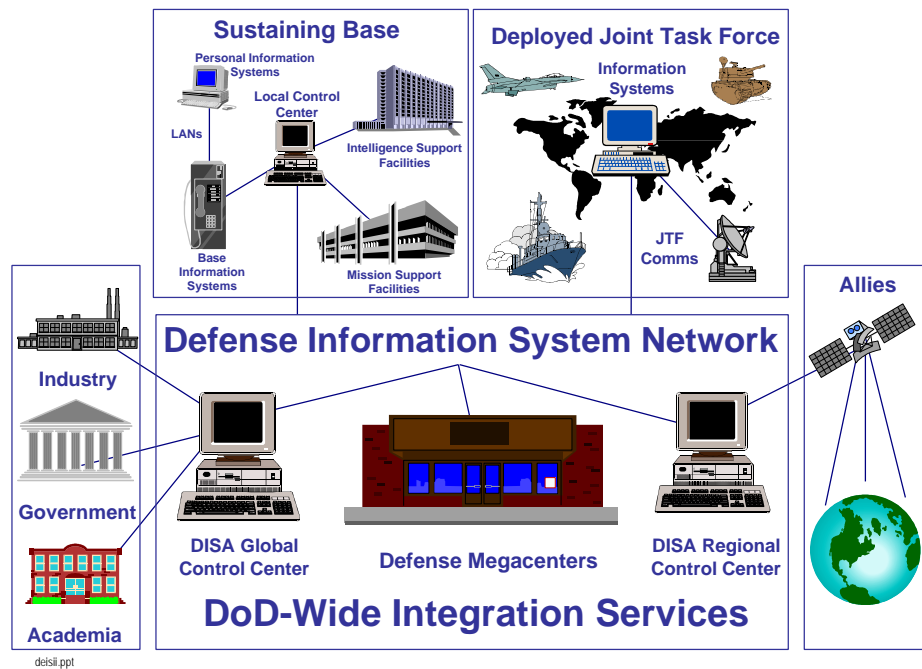 Sustaining Base
Personal Information
Systems
Local Control
Center
LANs
Intelligence Support
Facilities
Base
Information
Systems
Mission Support
Facilities
Deployed Joint Task Force
Information
Systems
JTF
Comms
Industry
Government
Academia
Defense Information System Network
DISA Global
Control Center
Defense Megacenters
DISA Regional
Control Center
DoD-Wide Integration Services
Allies
deisii.ppt